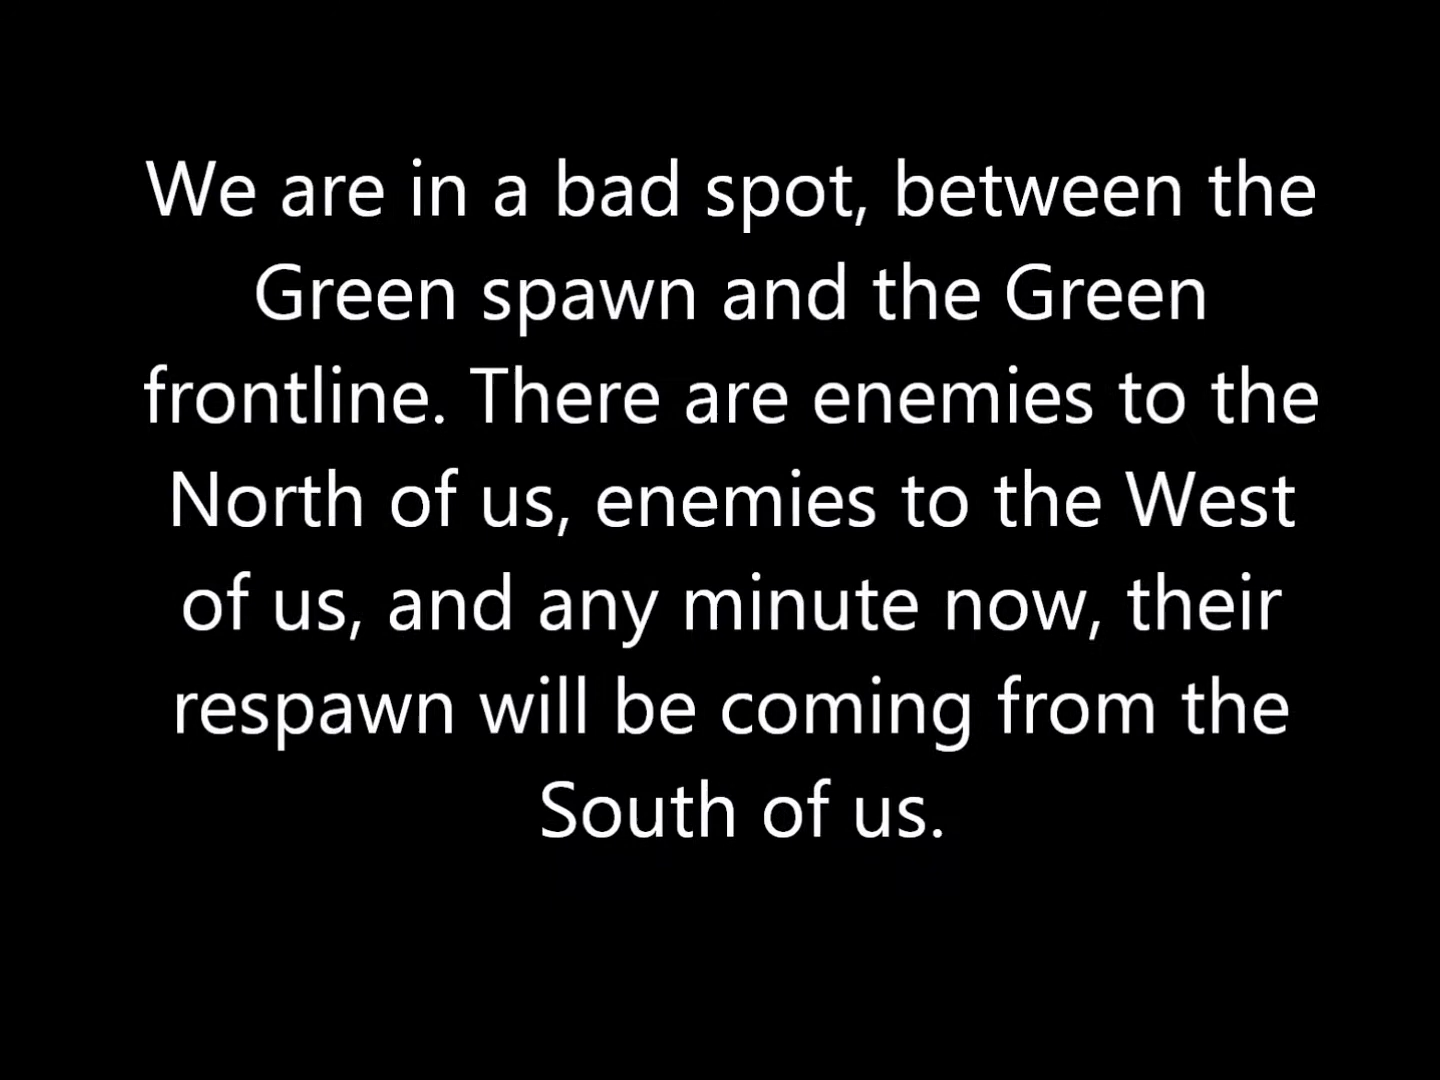 We are in a bad spot, between the
Green spawn and the Green
frontline. There are enemies to the
North of us, enemies to the West
of us, and any minute now, their
respawn will be coming from the
South of us.